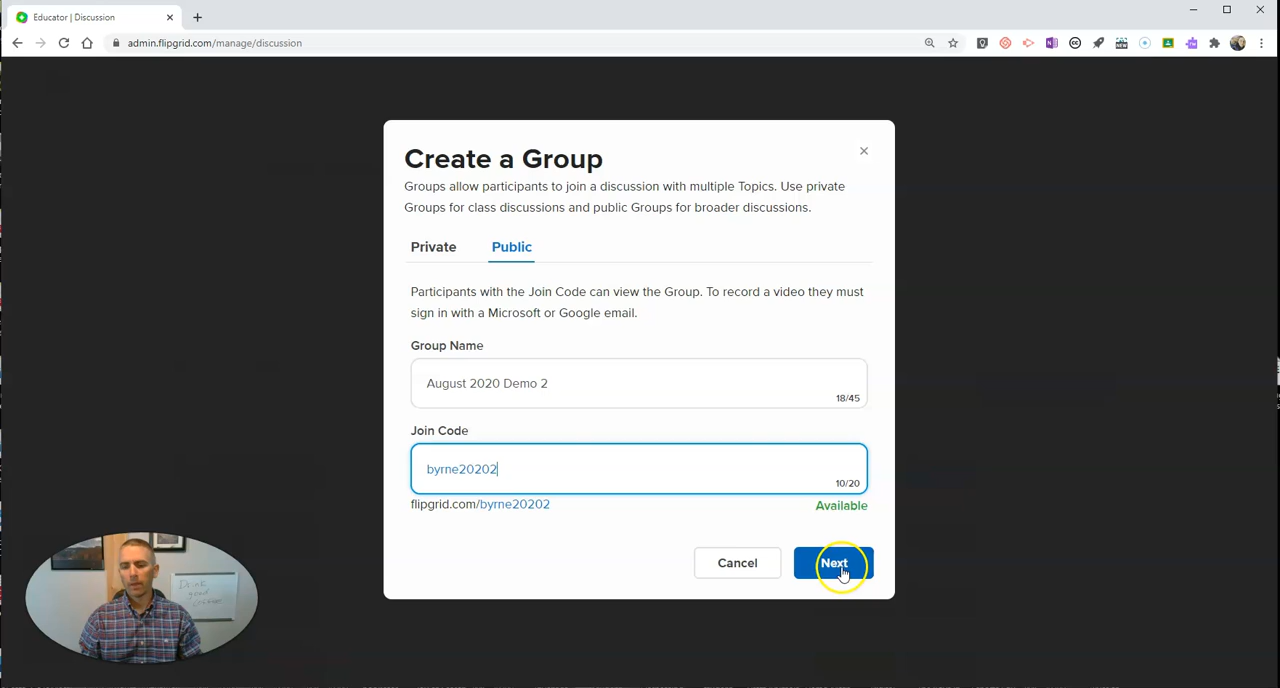 Educator | Discussion
admin.flipgrid.com/manage/discussion
Create a Group
Groups allow participants to join a discussion with multiple Topics. Use private
Groups for class discussions and public Groups for broader discussions.
Private Public
Participants with the Join Code can view the Group. To record a video they must
sign in with a Microsoft or Google email.
Group Name
August 2020 Demo 2
18/45
Join Code
byrne20202
10/20
flipgrid.com/byrne20202
Available
Cancel Next
Drink
good